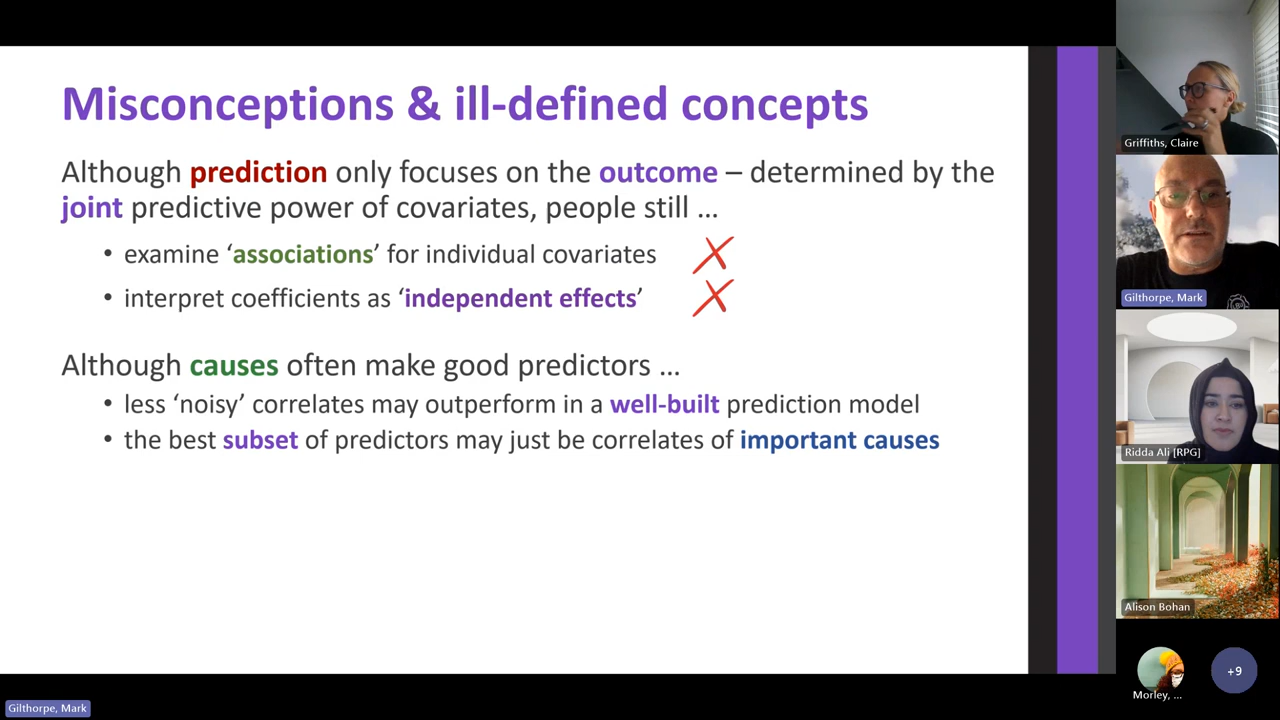 Misconceptions & ill-defined concepts
Although prediction only focuses on the outcome – determined by the
joint predictive power of covariates, people still …
• examine ‘associations’ for individual covariates
• interpret coefficients as ‘independent effects’
Although causes often make good predictors …
• less ‘noisy’ correlates may outperform in a well-built prediction model
• the best subset of predictors may just be correlates of important causes
Griffiths, Claire
Gilthorpe, Mark
Ridda Ali [RPG]
Alison Bohan
Morley, ...
+9
Gilthorpe, Mark